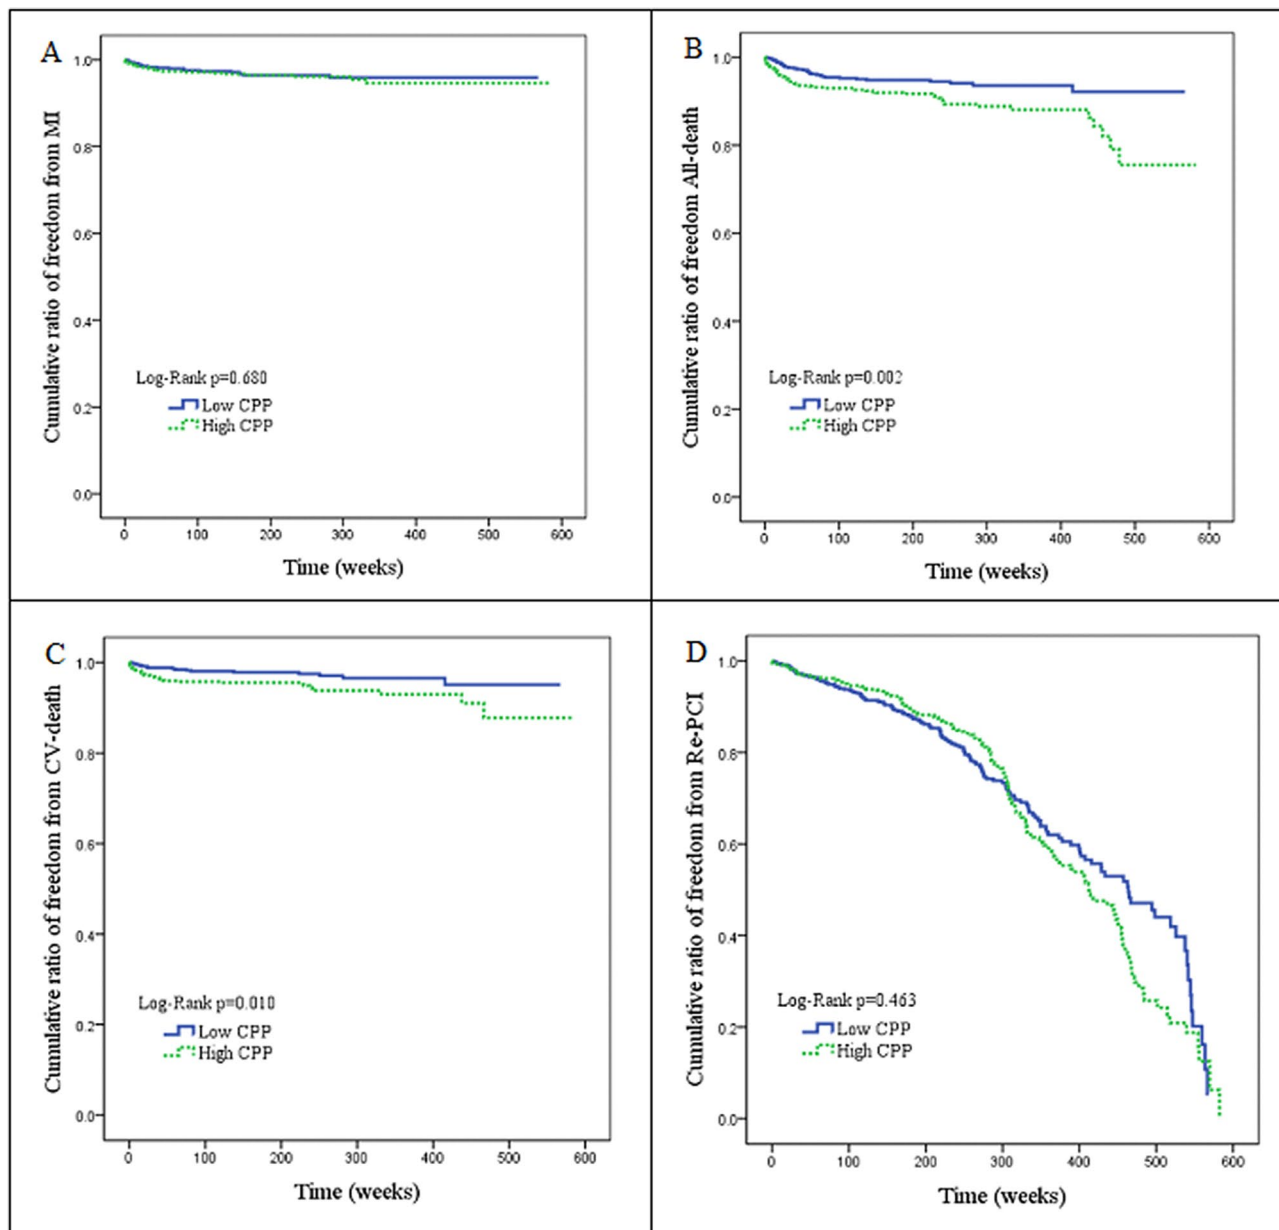 A
Cumulative ratio of freedom from MI
1.0
0.8
0.6
0.4
0.2
0.0
Log-Rank p=0.680
Low CPP
High CPP
0 100 200 300 400 500 600
Time (weeks)
B
Cumulative ratio of freedom All-death
1.0
0.8
0.6
0.4
0.2
0.0
Log-Rank p=0.002
Low CPP
High CPP
0 100 200 300 400 500 600
Time (weeks)
C
Cumulative ratio of freedom from CV-death
1.0
0.8
0.6
0.4
0.2
0.0
Log-Rank p=0.010
Low CPP
High CPP
0 100 200 300 400 500 600
Time (weeks)
D
Cumulative ratio of freedom from Re-PCI
1.0
0.8
0.6
0.4
0.2
0.0
Log-Rank p=0.463
Low CPP
High CPP
0 100 200 300 400 500 600
Time (weeks)